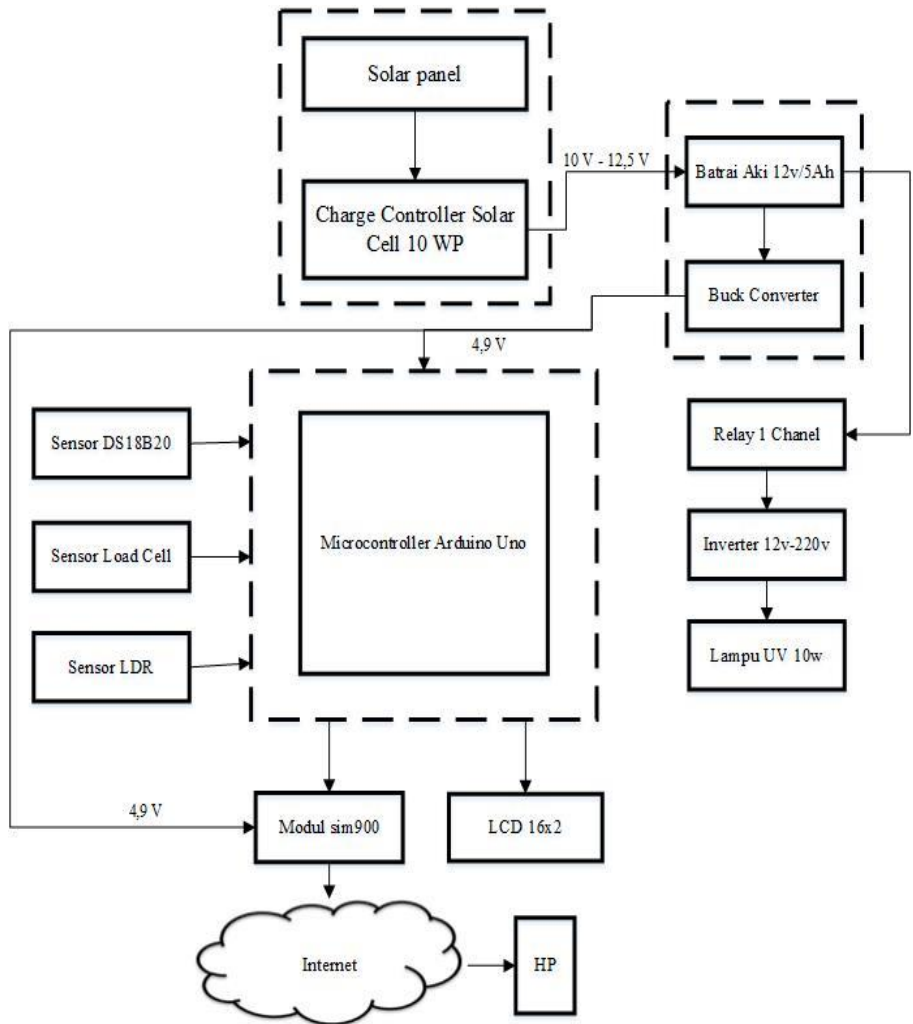 Solar panel
Charge Controller Solar
Cell 10 WP
10 V - 12,5 V
Batrai Aki 12v/5Ah
Buck Converter
4,9 V
Sensor DS18B20
Sensor Load Cell
Sensor LDR
Microcontroller Arduino Uno
Relay 1 Chanel
Inverter 12v-220v
Lampu UV 10w
4,9 V
Modul sim900
LCD 16x2
Internet
HP